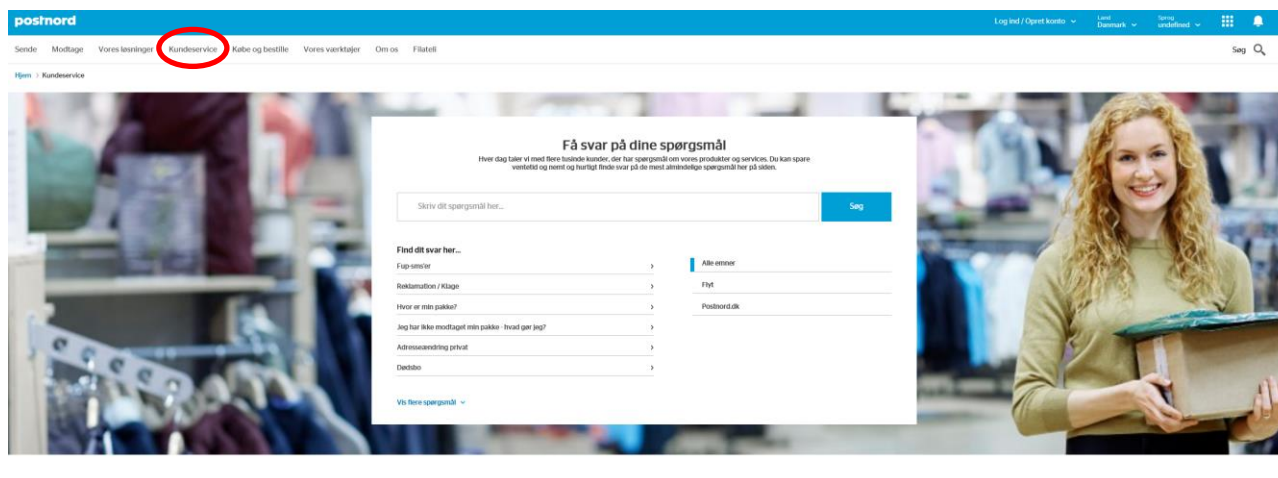 postnord
Log ind / Opret konto
Land
Danmark
Sprog
undefined
Sende Modtage Vores løsninger Kundeservice Købe og bestille Vores værktøjer Om os Filateli
Søg
Hjem > Kundeservice
Få svar på dine spørgsmål
Hver dag taler vi med flere tusinde kunder, der har spørgsmål om vores produkter og services. Du kan spare
ventetid og nemt og hurtigt finde svar på de mest almindelige spørgsmål her på siden.
Skriv dit spørgsmål her...
Søg
Find dit svar her...
Fup-sms'er
Reklamation / Klage
Hvor er min pakke?
Jeg har ikke modtaget min pakke - hvad gør jeg?
Adresseændring privat
Dødsbo
Vis flere spørgsmål
Alle emner
Flyt
Postnord.dk